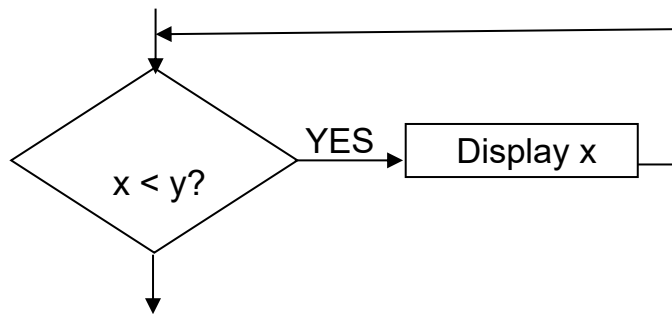 YES
x < y?
Display x